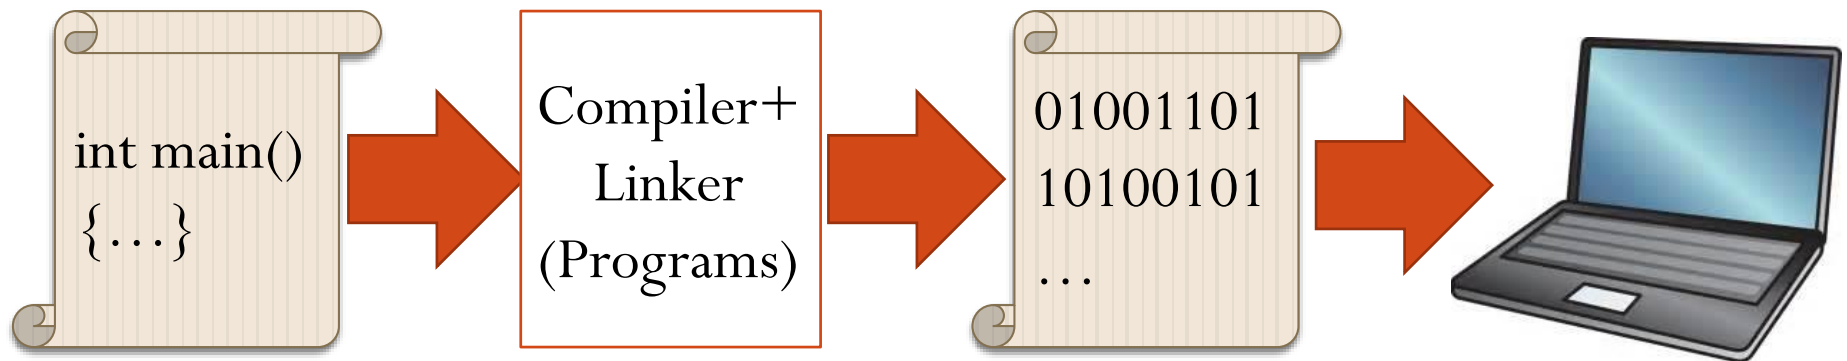 int main()
{…}
Compiler+
Linker
(Programs)
01001101
10100101
…